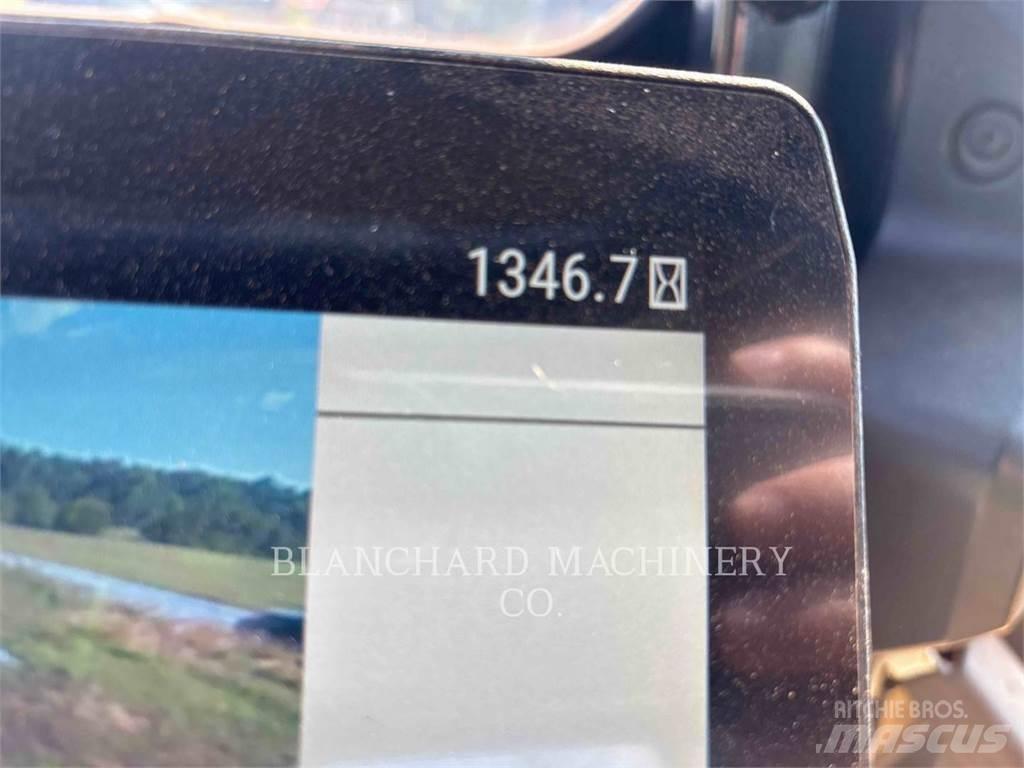 1346.7
BLANCHARD MACHINERY
CO.
RITCHIE BROS.
MASCUS